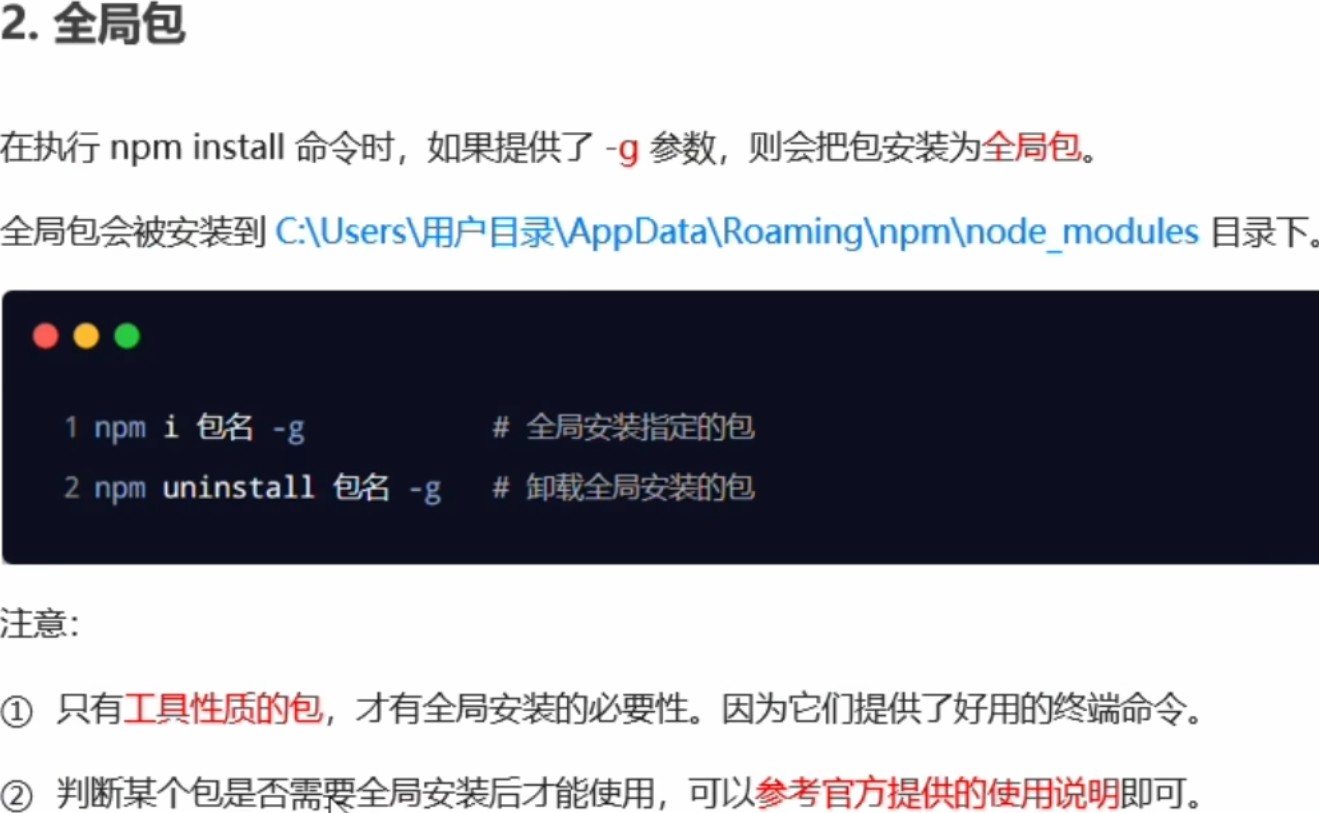 2. 全局包
在执行 npm install 命令时，如果提供了 -g 参数，则会把包安装为全局包。
全局包会被安装到 C:\Users\用户目录\AppData\Roaming\npm\node_modules 目录下。
1 npm i 包名 -g # 全局安装指定的包
2 npm uninstall 包名 -g # 卸载全局安装的包
注意：
① 只有工具性质的包，才有全局安装的必要性。因为它们提供了好用的终端命令。
② 判断某个包是否需要全局安装后才能使用，可以参考官方提供的使用说明即可。